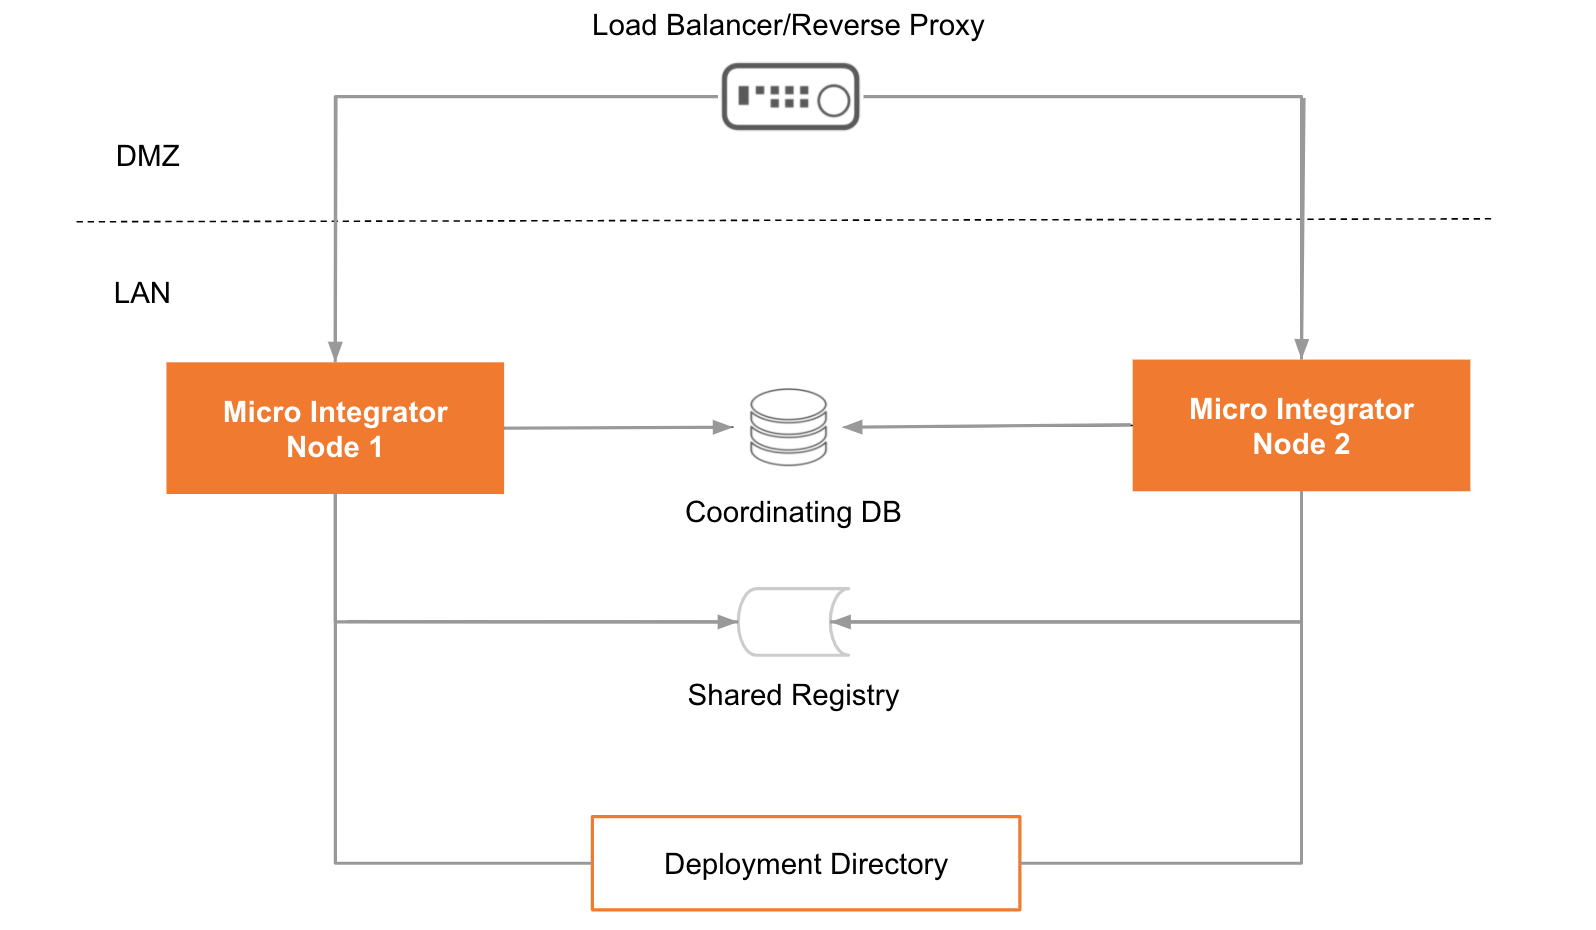 Load Balancer/Reverse Proxy
DMZ
LAN
Micro Integrator
Node 1
Micro Integrator
Node 2
Coordinating DB
Shared Registry
Deployment Directory